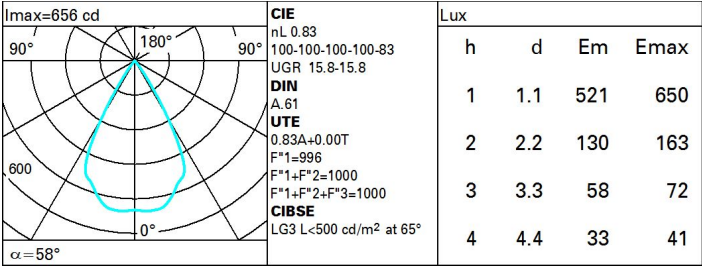 Imax=656 cd
90° 180° 90°
600
0°
α=58°
CIE
nL 0.83
100-100-100-100-83
UGR 15.8-15.8
DIN
A.61
UTE
0.83A+0.00T
F"1=996
F"1+F"2=1000
F"1+F"2+F"3=1000
CIBSE
LG3 L<500 cd/m² at 65°
Lux
h d Em Emax
1 1.1 521 650
2 2.2 130 163
3 3.3 58 72
4 4.4 33 41